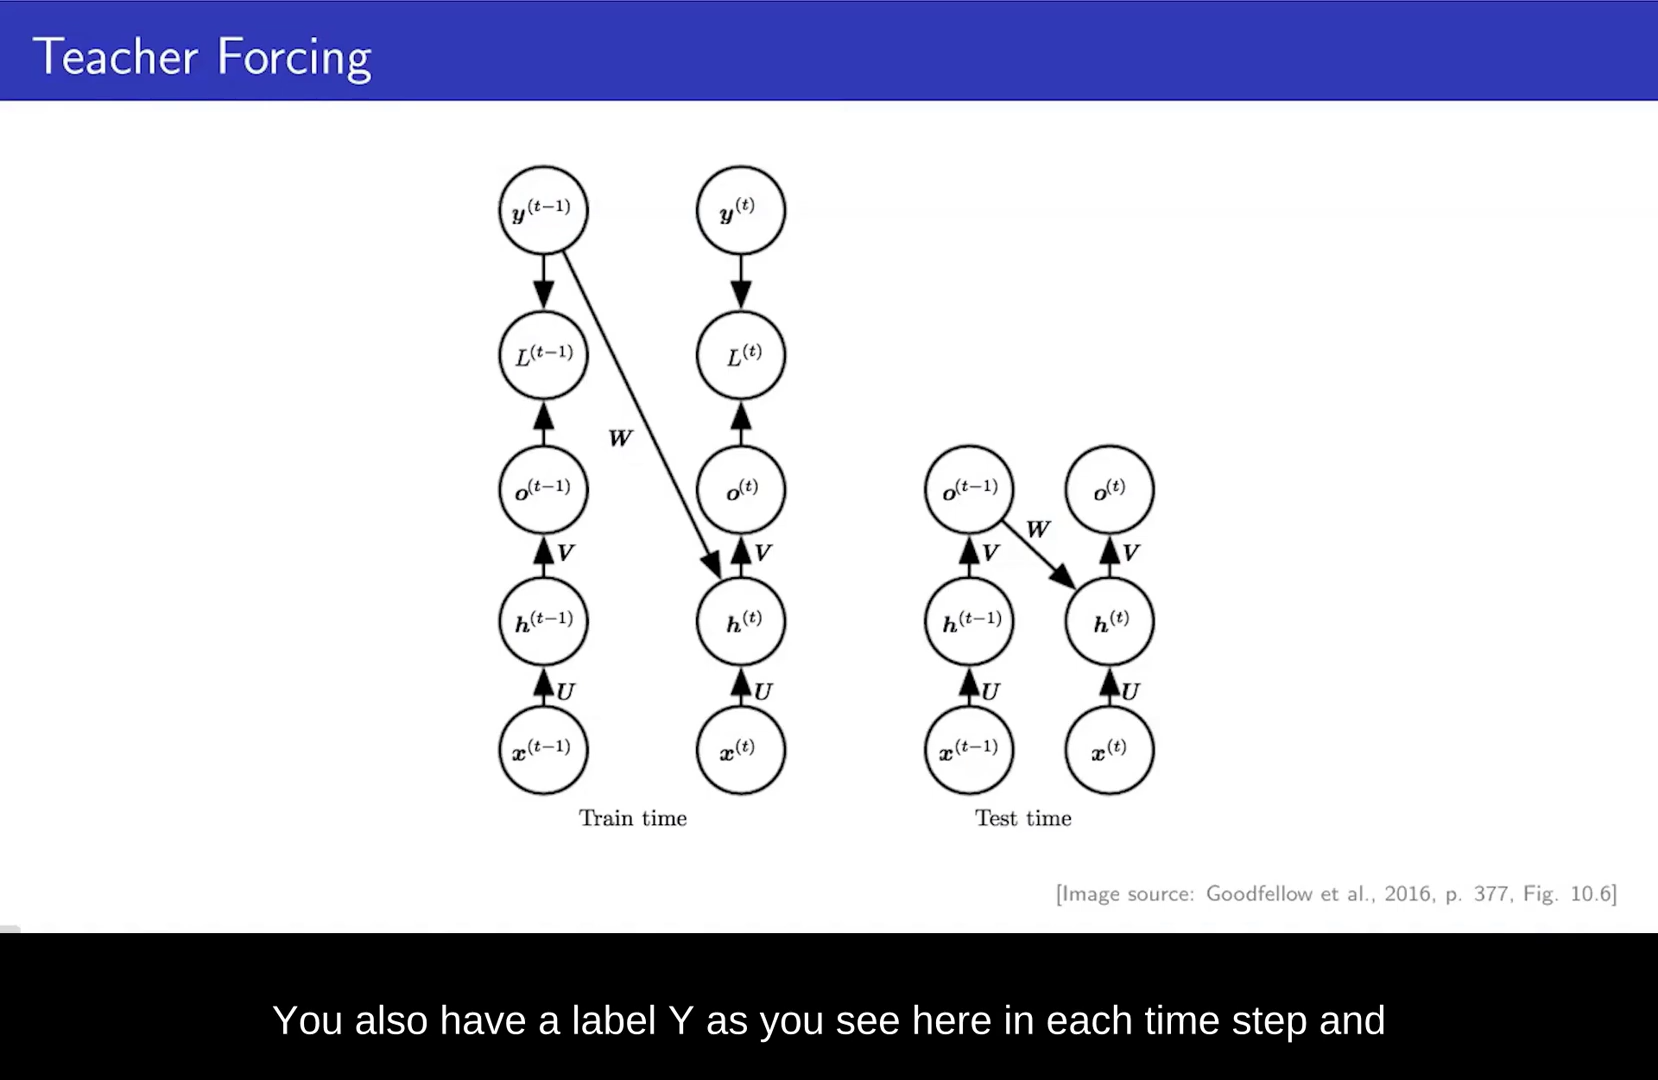 Teacher Forcing
y^(t−1) y^(t)
L^(t−1) L^(t)
W
o^(t−1) o^(t) o^(t−1) o^(t)
W
V V V V
h^(t−1) h^(t) h^(t−1) h^(t)
U U U U
x^(t−1) x^(t) x^(t−1) x^(t)
Train time Test time
[Image source: Goodfellow et al., 2016, p. 377, Fig. 10.6]
You also have a label Y as you see here in each time step and